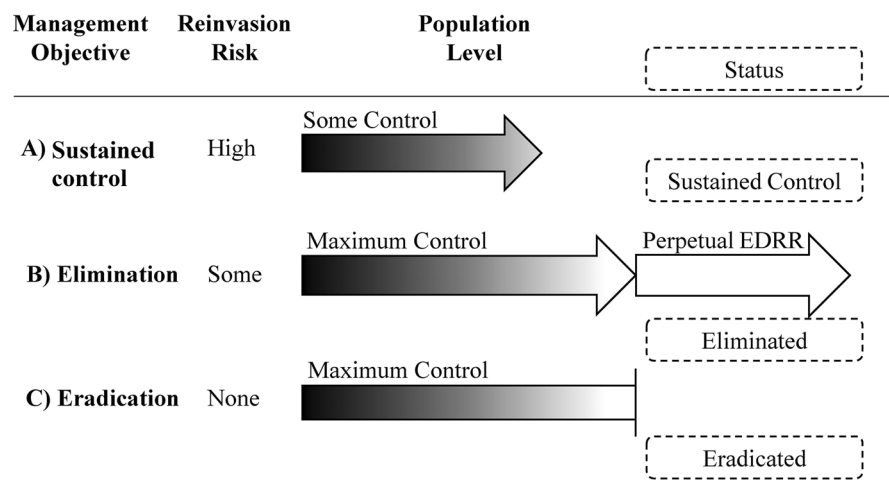 Management Objective
Reinvasion Risk
Population Level
Status
A) Sustained control
High
Some Control
Sustained Control
B) Elimination
Some
Maximum Control
Perpetual EDRR
Eliminated
C) Eradication
None
Maximum Control
Eradicated